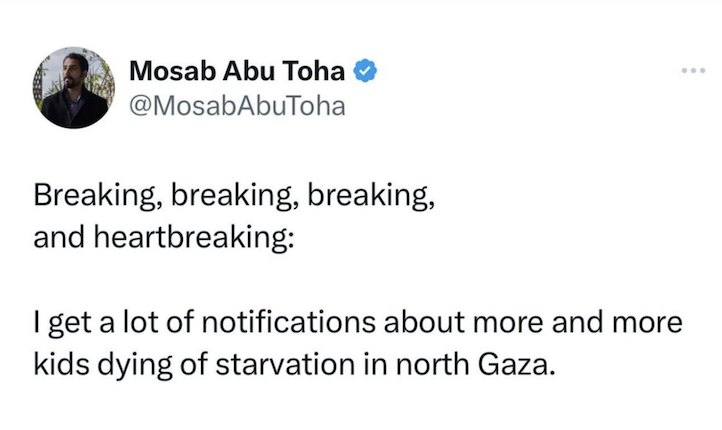 Mosab Abu Toha
@MosabAbuToha
Breaking, breaking, breaking,
and heartbreaking:
I get a lot of notifications about more and more
kids dying of starvation in north Gaza.